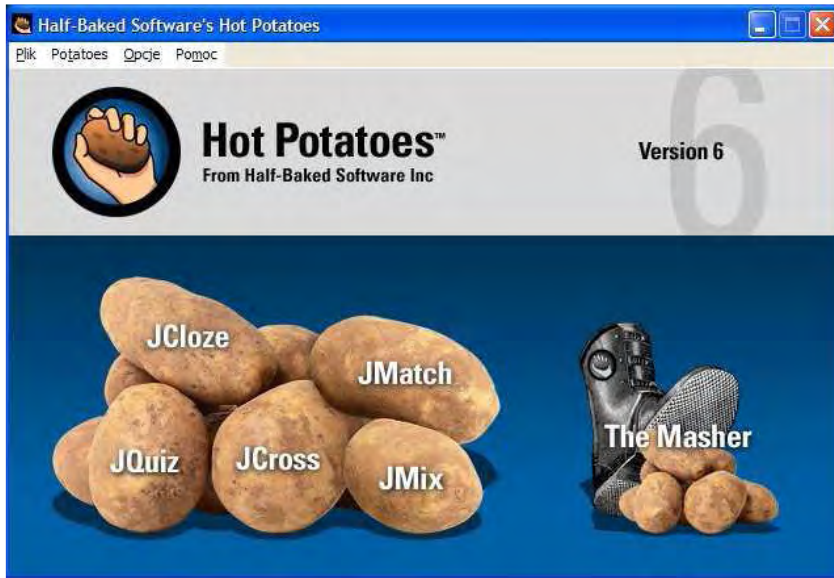 Half-Baked Software's Hot Potatoes
Plik Potatoes Opcje Pomoc
6
Hot Potatoes™
From Half-Baked Software Inc
Version 6
JCloze
JMatch
JQuiz
JCross
JMix
The Masher